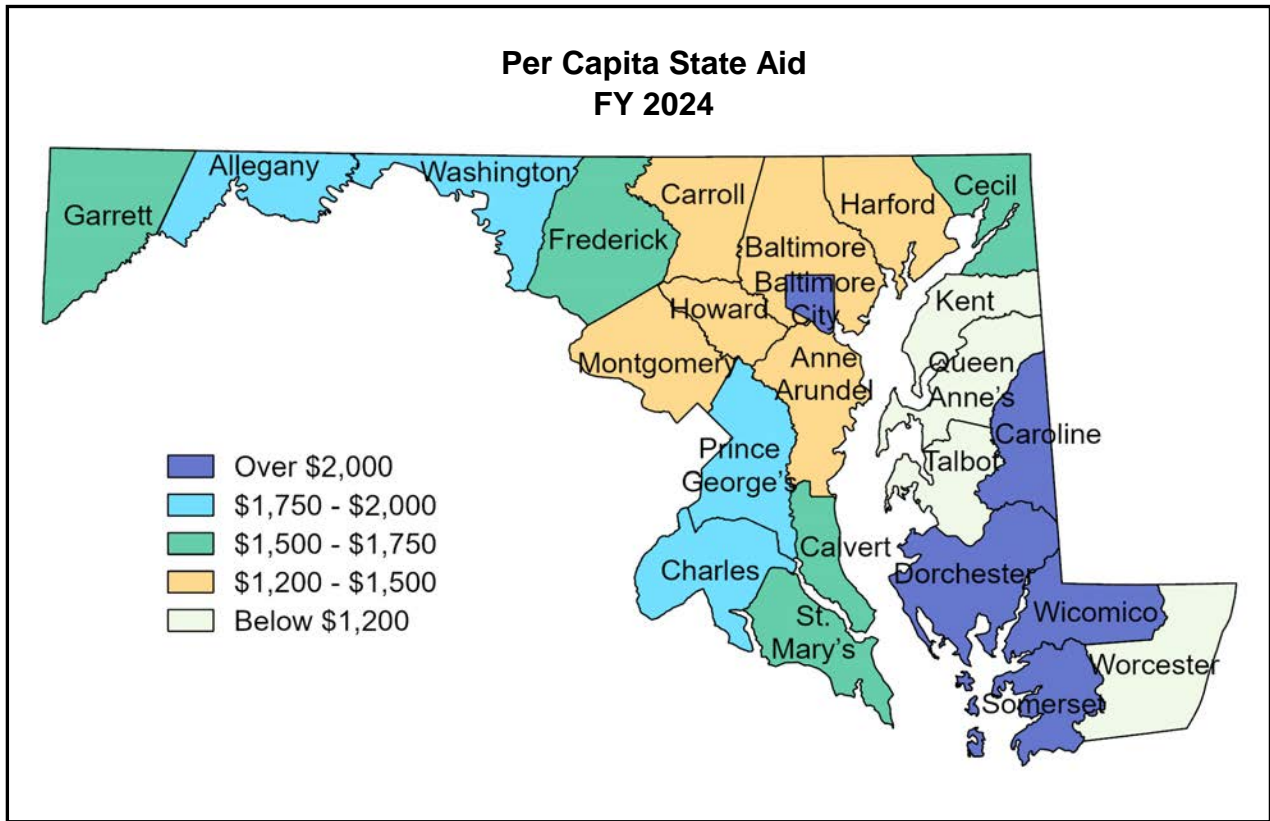 Per Capita State Aid
FY 2024
Allegany
Washington
Garrett
Frederick
Carroll
Harford
Cecil
Baltimore
Baltimore
City
Howard
Kent
Montgomery
Anne
Arundel
Queen
Anne's
Caroline
Talbot
Prince
George's
Calvert
Charles
Dorchester
St.
Mary's
Wicomico
Worcester
Somerset
Over $2,000
$1,750 - $2,000
$1,500 - $1,750
$1,200 - $1,500
Below $1,200